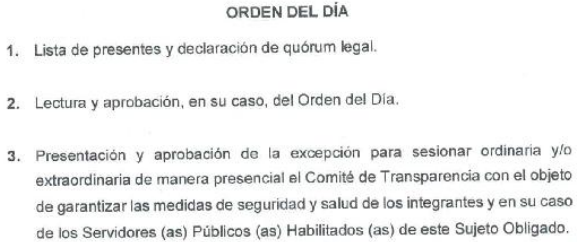 ORDEN DEL DÍA
1. Lista de presentes y declaración de quórum legal.
2. Lectura y aprobación, en su caso, del Orden del Día.
3. Presentación y aprobación de la excepción para sesionar ordinaria y/o
extraordinaria de manera presencial el Comité de Transparencia con el objeto
de garantizar las medidas de seguridad y salud de los integrantes y en su caso
de los Servidores (as) Públicos (as) Habilitados (as) de este Sujeto Obligado.